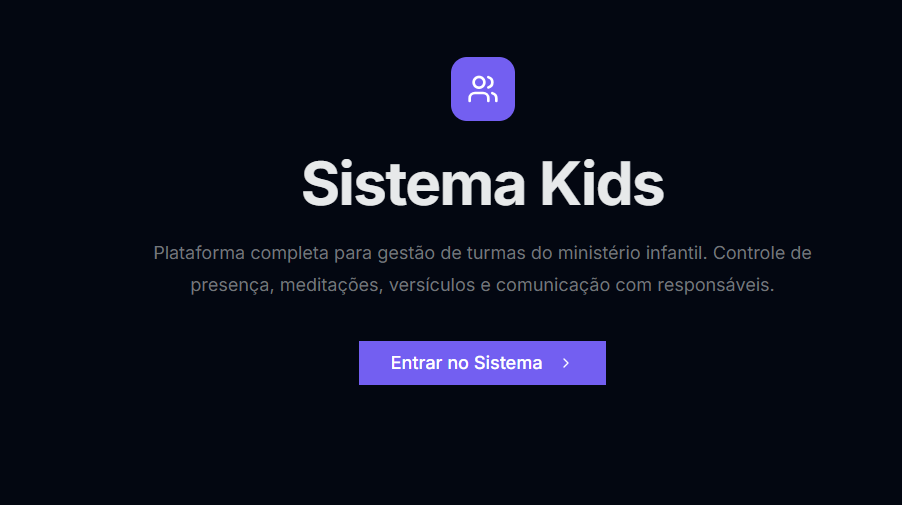 Sistema Kids
Plataforma completa para gestão de turmas do ministério infantil. Controle de
presença, meditações, versículos e comunicação com responsáveis.
Entrar no Sistema